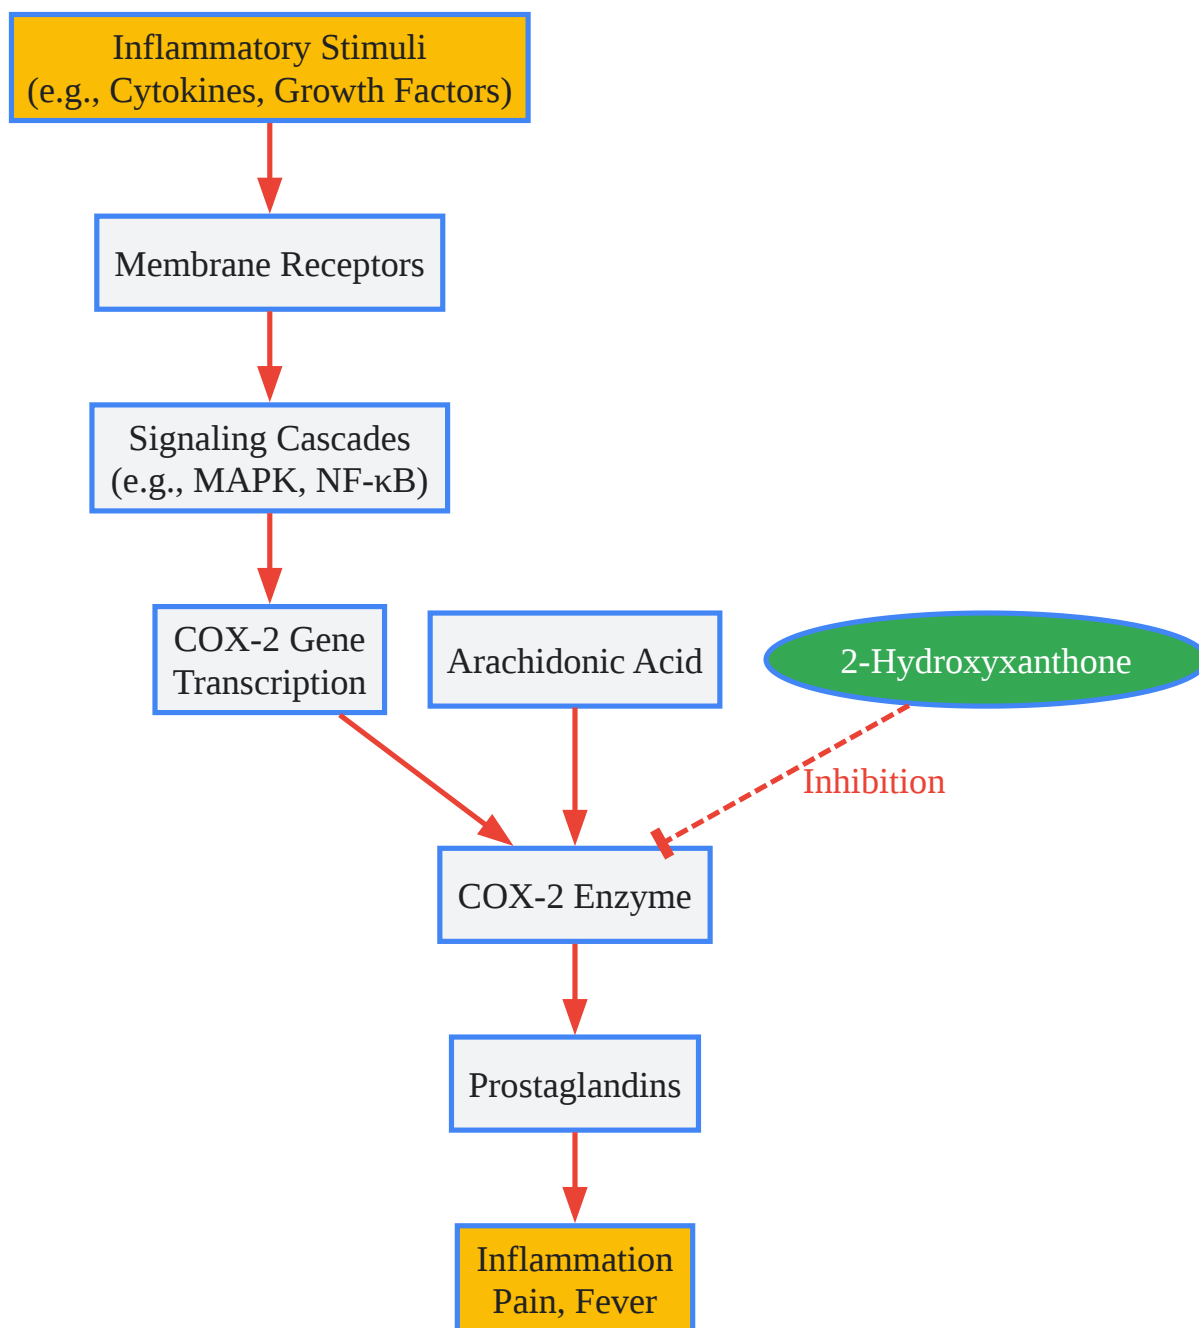 Inflammatory Stimuli
(e.g., Cytokines, Growth Factors)
Membrane Receptors
Signaling Cascades
(e.g., MAPK, NF-κB)
COX-2 Gene
Transcription
Arachidonic Acid
2-Hydroxyxanthone
Inhibition
COX-2 Enzyme
Prostaglandins
Inflammation
Pain, Fever